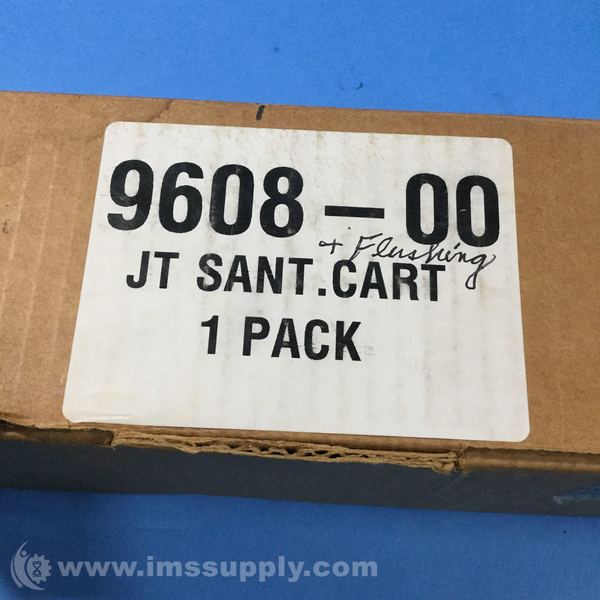 9608-00
+ Flushing
JT SANT.CART
1 PACK
www.imssupply.com